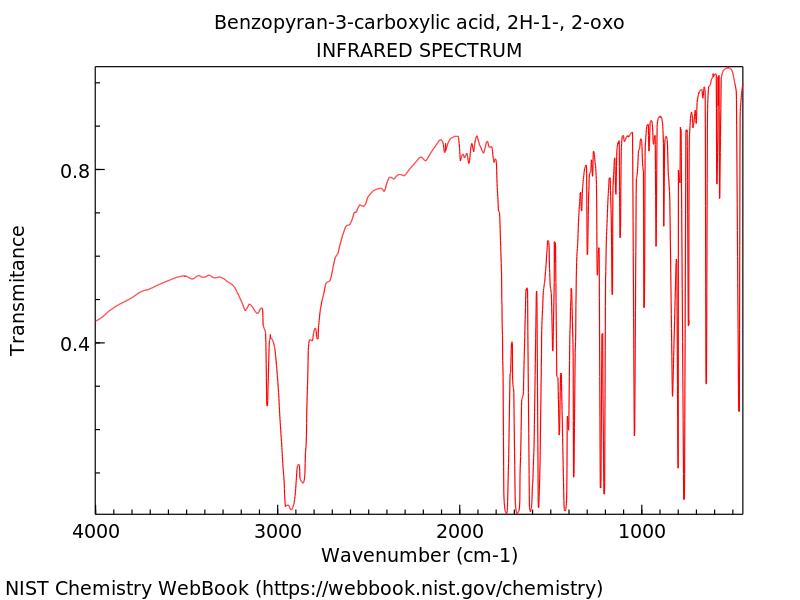 Benzopyran-3-carboxylic acid, 2H-1-, 2-oxo
INFRARED SPECTRUM
0.8
0.4
Transmitance
4000 3000 2000 1000
Wavenumber (cm-1)
NIST Chemistry WebBook (https://webbook.nist.gov/chemistry)